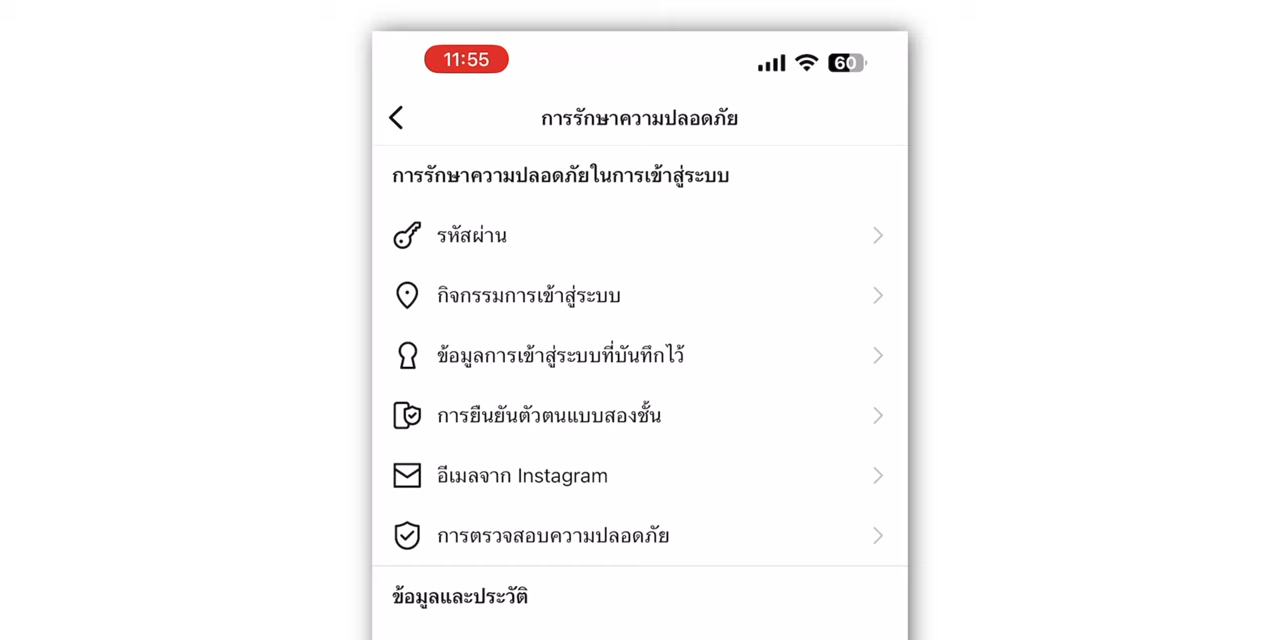 11:55
60
การรักษาความปลอดภัย
การรักษาความปลอดภัยในการเข้าสู่ระบบ
รหัสผ่าน
กิจกรรมการเข้าสู่ระบบ
ข้อมูลการเข้าสู่ระบบที่บันทึกไว้
การยืนยันตัวตนแบบสองชั้น
อีเมลจาก Instagram
การตรวจสอบความปลอดภัย
ข้อมูลและประวัติ